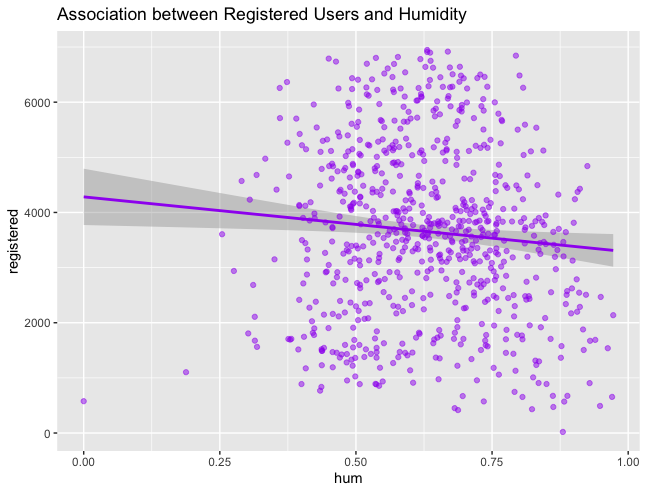 Association between Registered Users and Humidity
registered
6000
4000
2000
0
0.00 0.25 0.50 0.75 1.00
hum